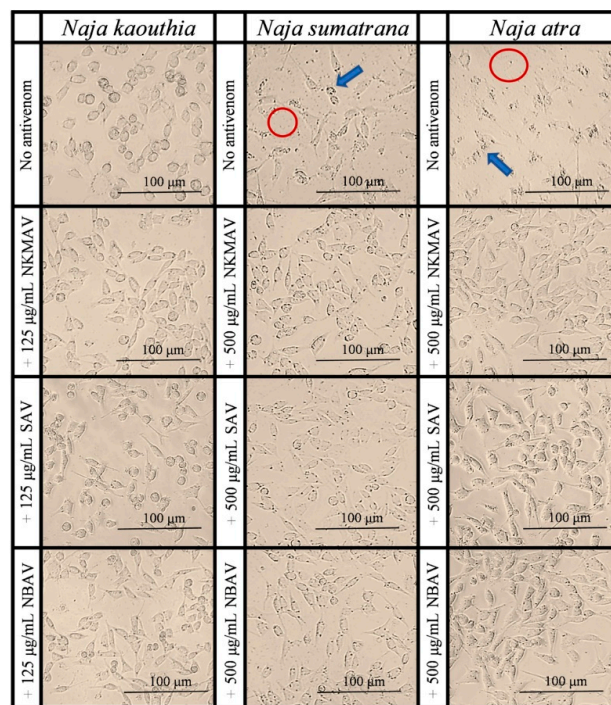 Naja kaouthia Naja sumatrana Naja atra
No antivenom
100 μm
No antivenom
100 μm
No antivenom
100 μm
+ 125 μg/mL NKMAV
100 μm
+ 500 μg/mL NKMAV
100 μm
+ 500 μg/mL NKMAV
100 μm
+ 125 μg/mL SAV
100 μm
+ 500 μg/mL SAV
100 μm
+ 500 μg/mL SAV
100 μm
+ 125 μg/mL NBAV
100 μm
+ 500 μg/mL NBAV
100 μm
+ 500 μg/mL NBAV
100 μm